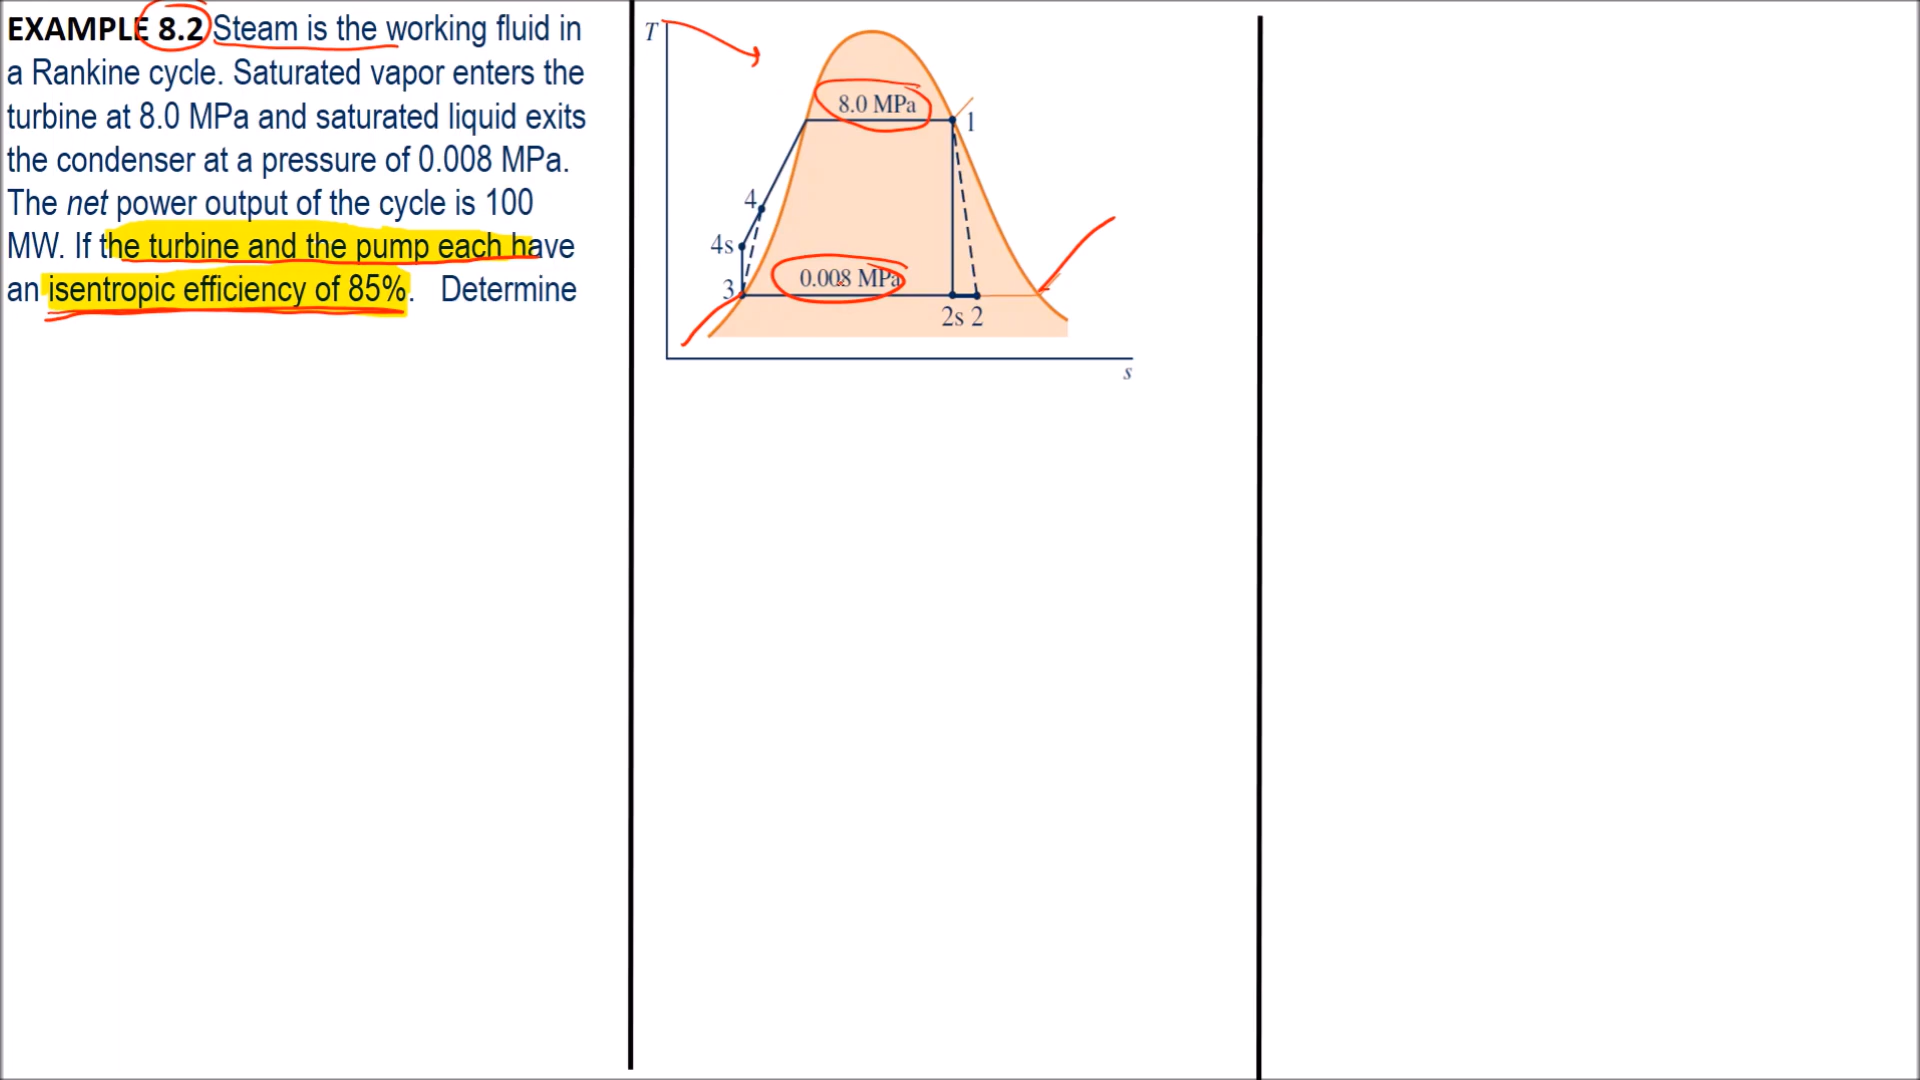 EXAMPLE 8.2 Steam is the working fluid in
a Rankine cycle. Saturated vapor enters the
turbine at 8.0 MPa and saturated liquid exits
the condenser at a pressure of 0.008 MPa.
The net power output of the cycle is 100
MW. If the turbine and the pump each have
an isentropic efficiency of 85%. Determine
T
8.0 MPa
1
4
4s
3
0.008 MPa
2s 2
s